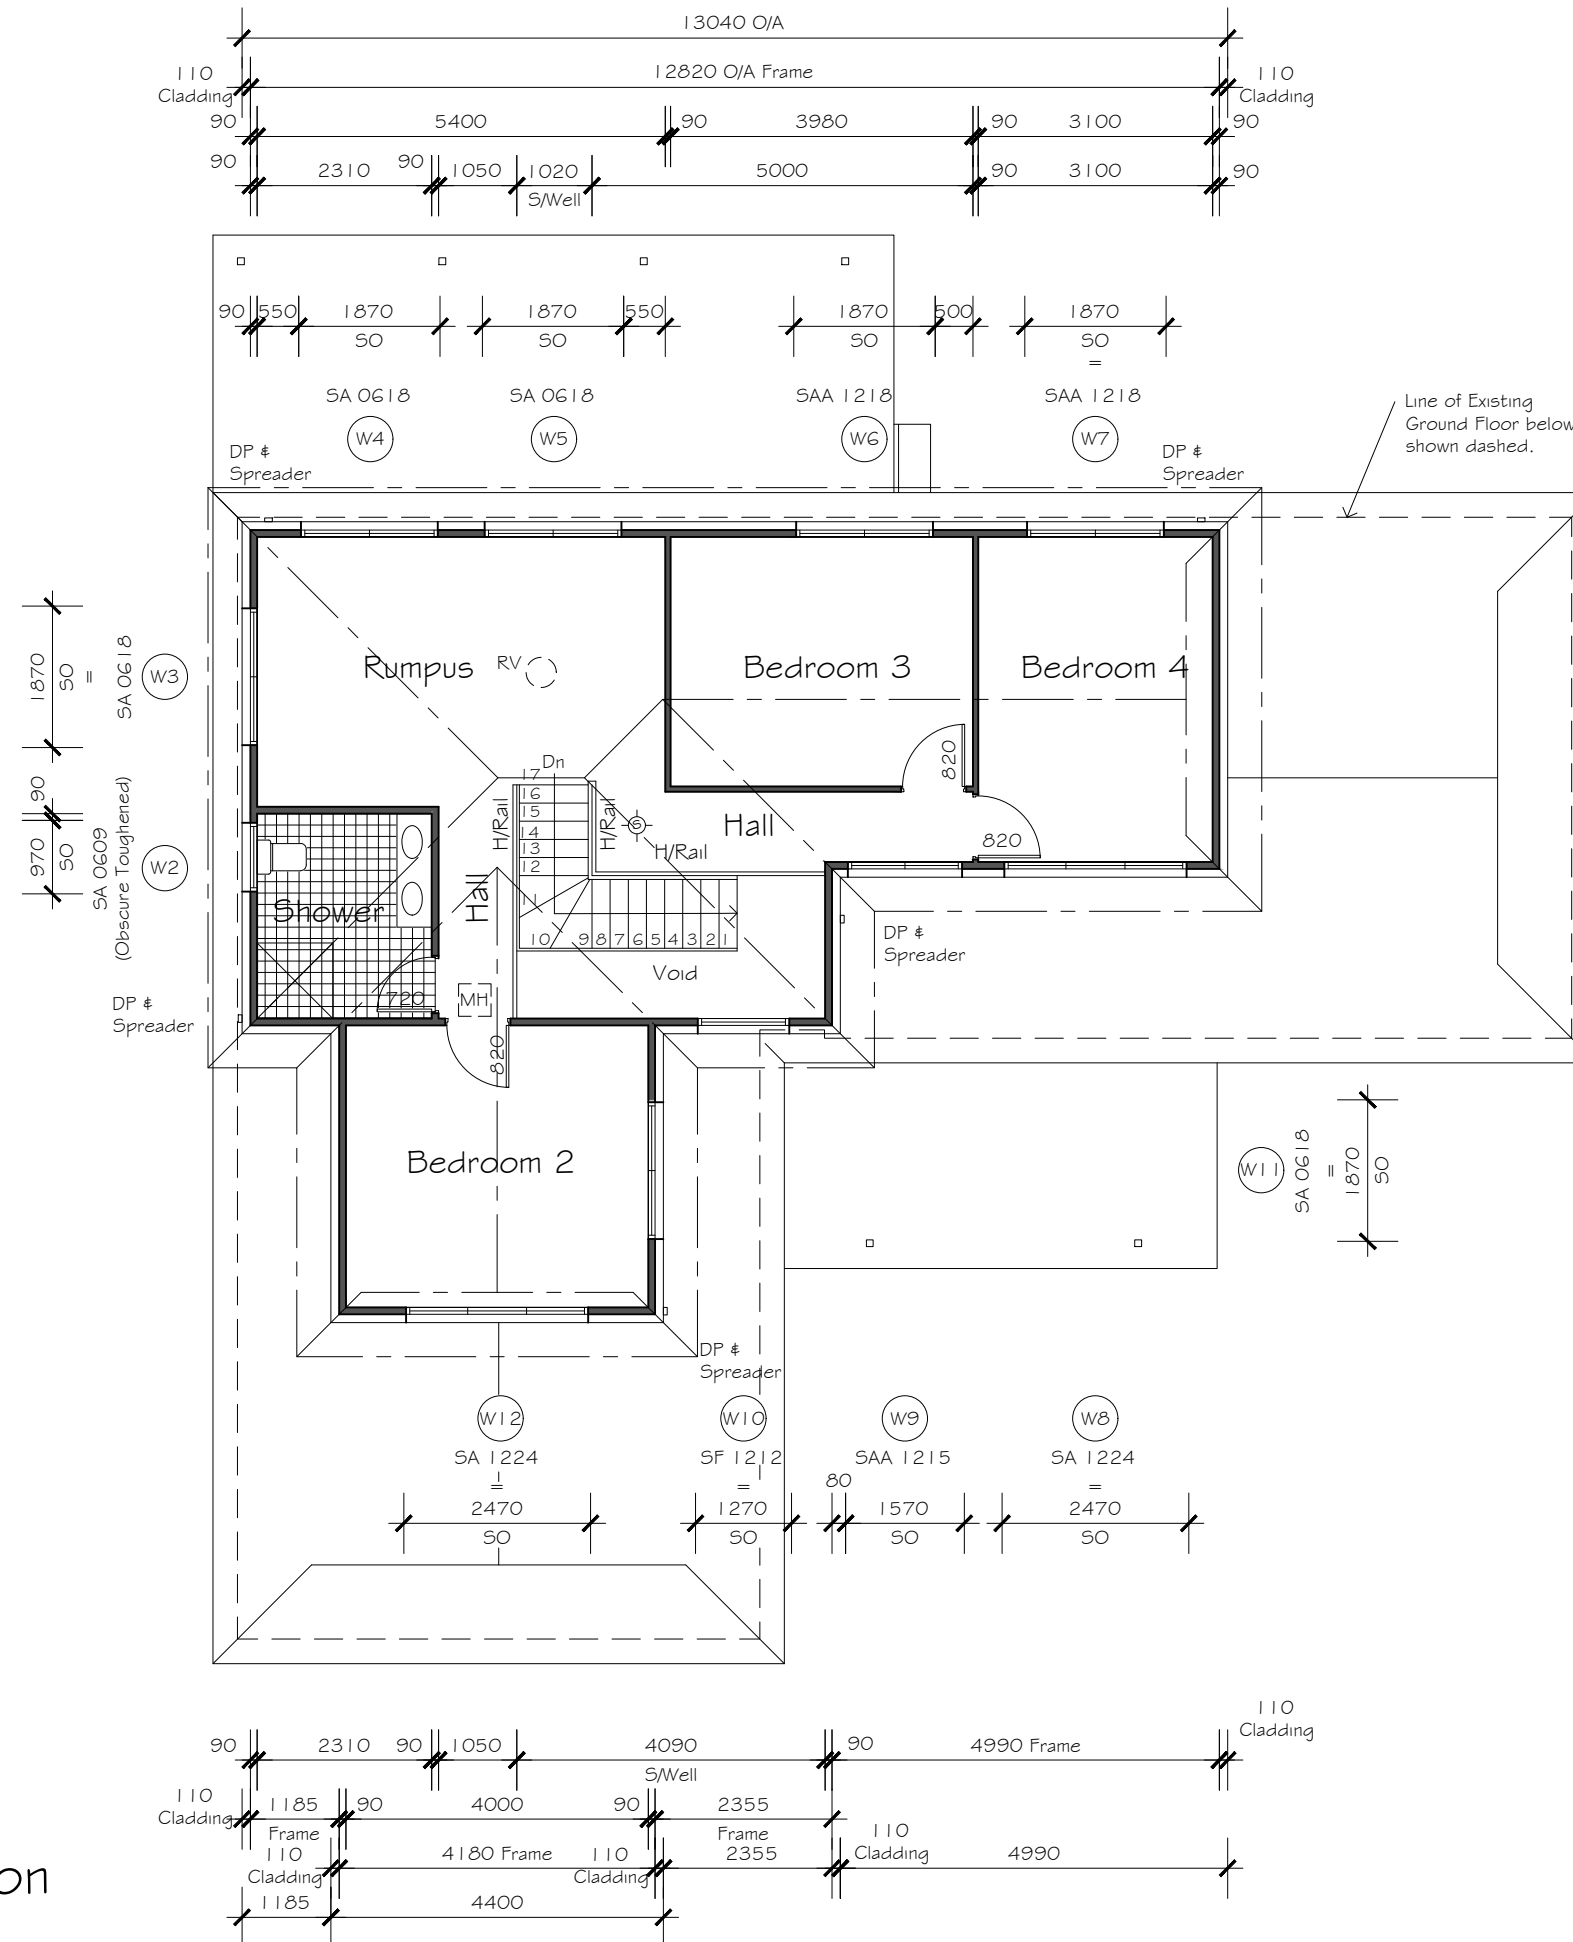 13040 O/A
110 12820 O/A Frame 110
Cladding Cladding
90 5400 90 3980 90 3100 90
90 2310 90 1050 1020 5000 90 3100 90
S/Well
90 550 1870 1870 550 1870 500 1870
SO SO SO SO
=
SA 0618 SA 0618 SAA 1218 SAA 1218
W4 W5 W6 W7
Line of Existing
Ground Floor below
shown dashed.
DP &
Spreader
DP &
Spreader
1870
SO
=
SA 0618
W3
Rumpus RV Bedroom 3 Bedroom 4
820
820
90
970
SO
SA 0609
(Obscure Toughened)
W2
Dn
17
16
15
14
13
12
11
10 9 8 7 6 5 4 3 2 1
H/Rail
H/Rail
S
H/Rail
Hall
Hall
Shower
720
MH
Void
DP &
Spreader
DP &
Spreader
820
Bedroom 2
W11
SA 0618
=
1870
SO
DP &
Spreader
W12 W10 W9 W8
SA 1224 SF 1212 SAA 1215 SA 1224
= = =
80
2470 1270 1570 2470
SO SO SO SO
110
Cladding
90 2310 90 1050 4090 90 4990 Frame
S/Well
110
Cladding
1185 90 4000 90 2355
Frame Frame
110
Cladding
4180 Frame
110
Cladding
2355
110
Cladding
4990
1185 4400
on